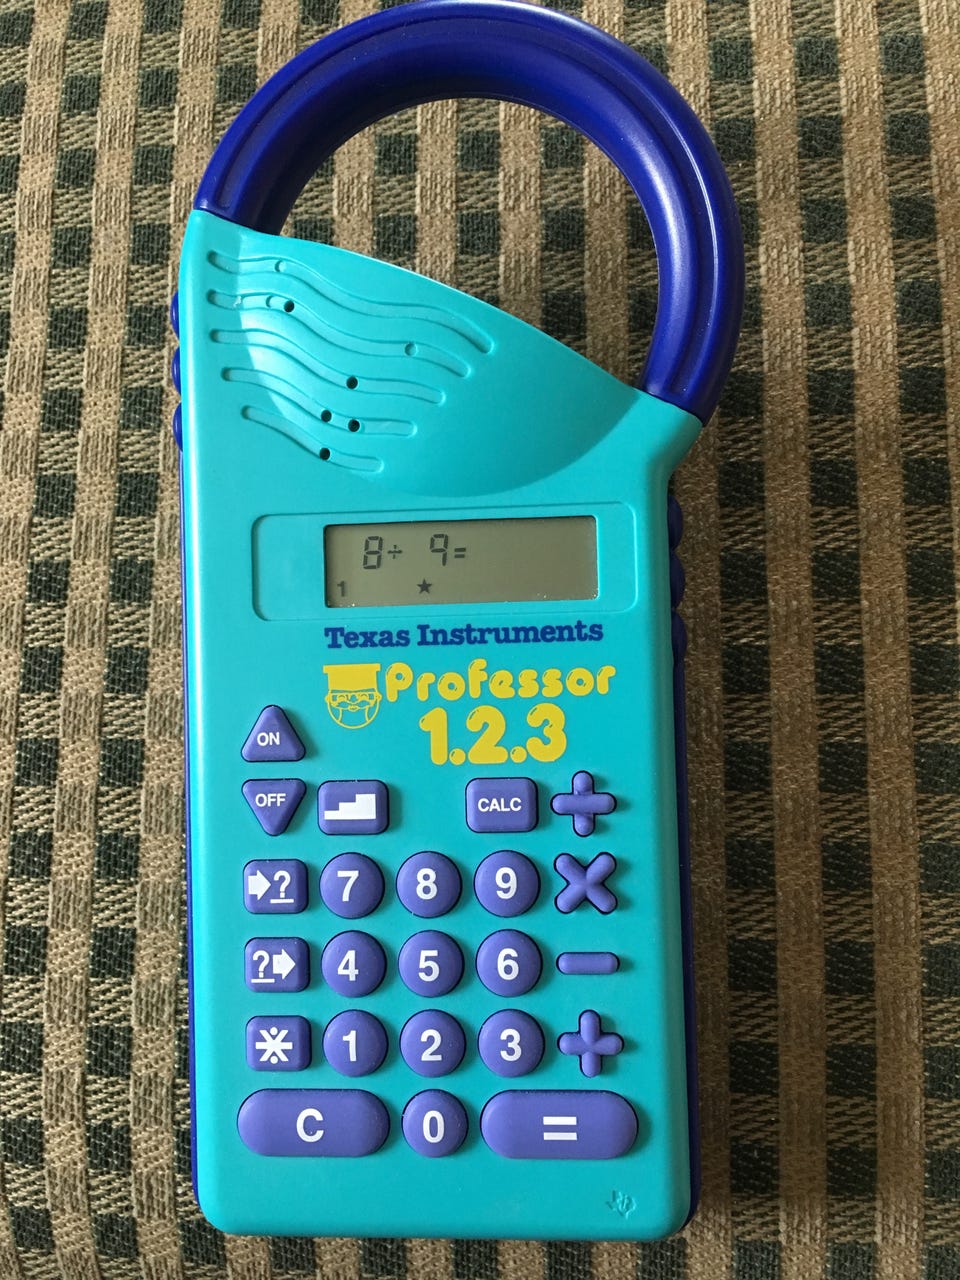 8÷ 9=
1 ★
Texas Instruments
Professor
1.2.3
ON
OFF
CALC +
→? 7 8 9 ×
?→ 4 5 6 −
※ 1 2 3 +
C 0 =